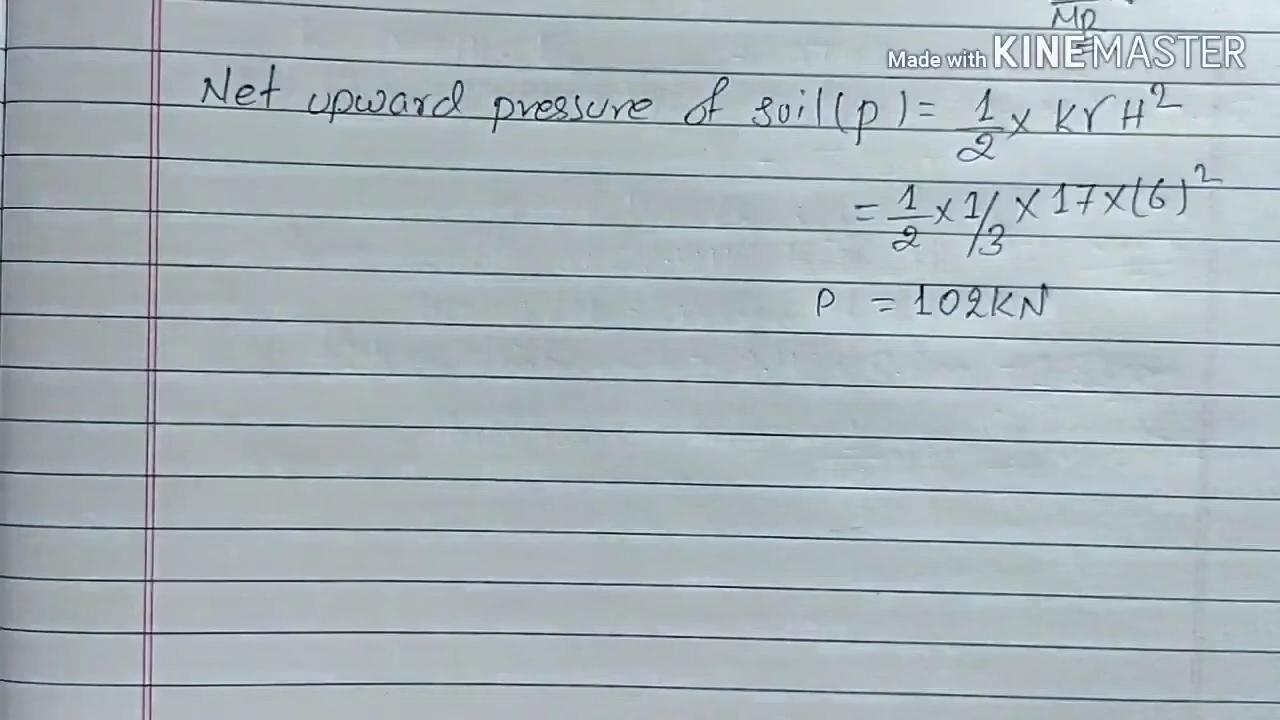 MR
Made with KINEMASTER
Net upward pressure of soil(p) = 1/2 × KγH²
= 1/2 × 1/3 × 17 × (6)²
P = 102KN